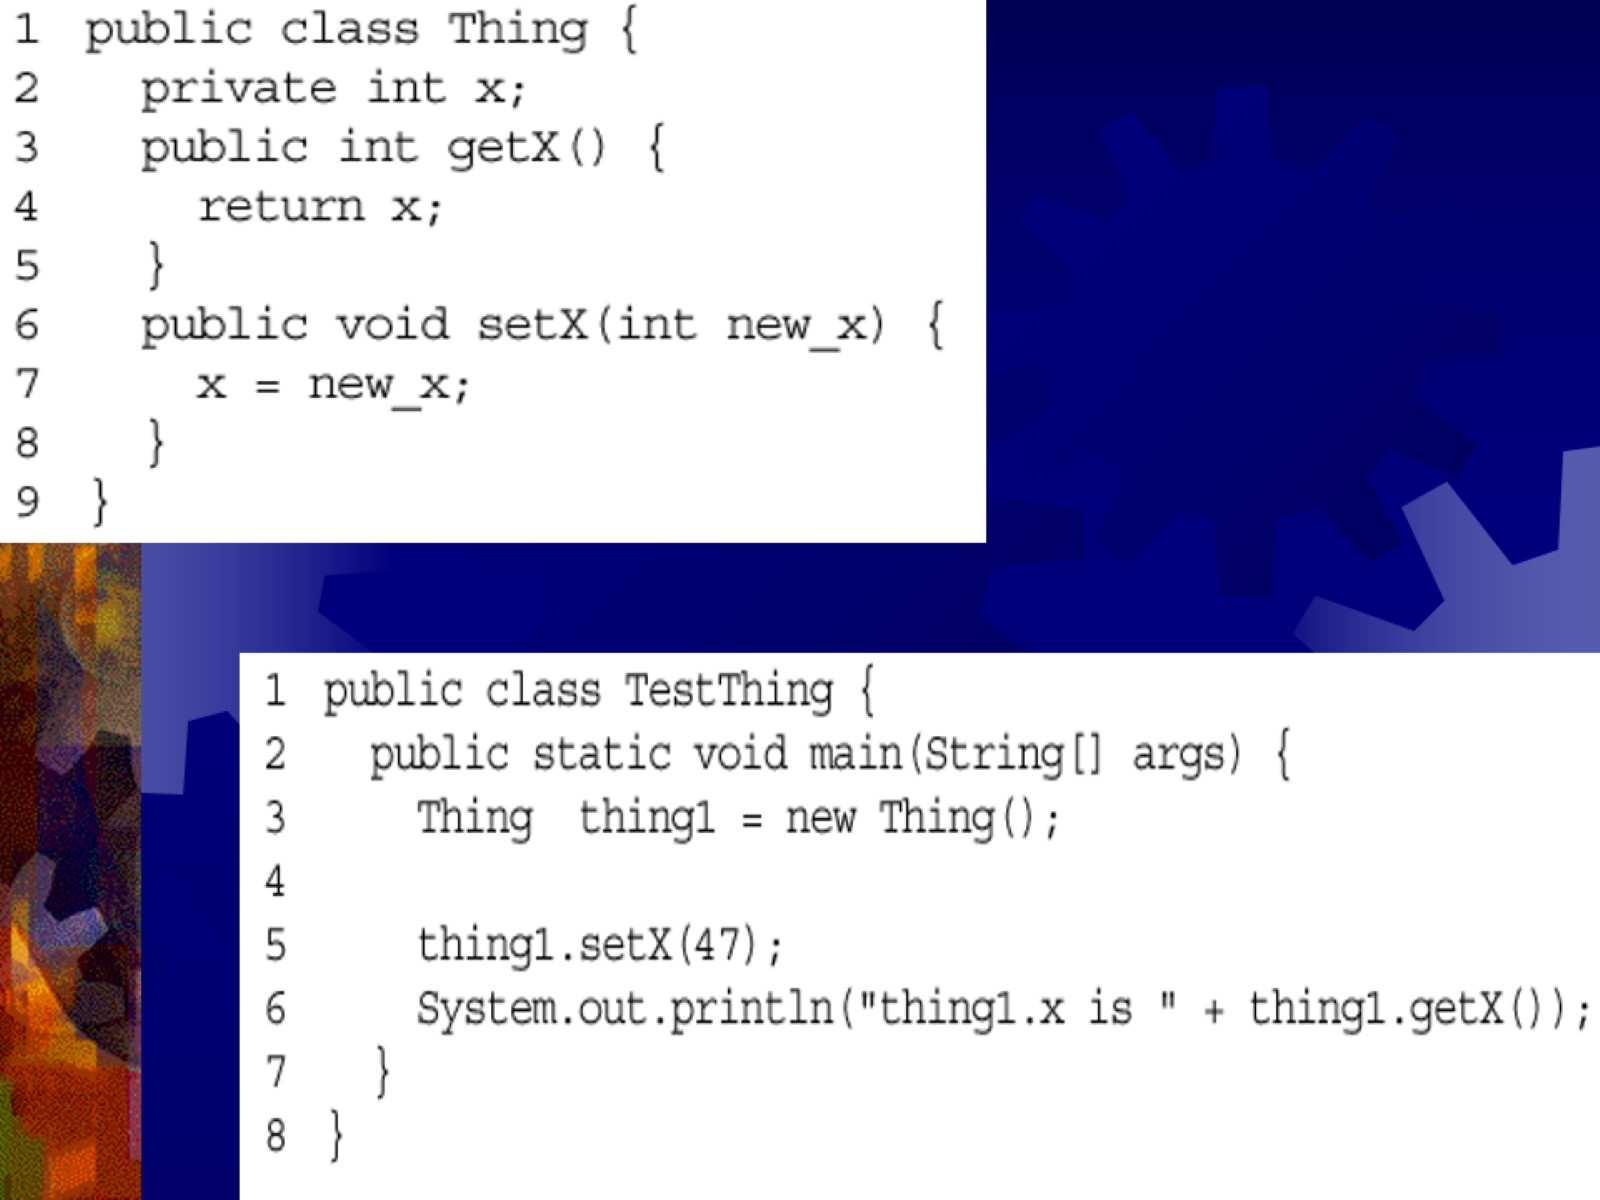 1 public class Thing {
2   private int x;
3   public int getX() {
4     return x;
5   }
6   public void setX(int new_x) {
7     x = new_x;
8   }
9 }
1 public class TestThing {
2   public static void main(String[] args) {
3     Thing  thing1 = new Thing();
4
5     thing1.setX(47);
6     System.out.println("thing1.x is " + thing1.getX());
7   }
8 }